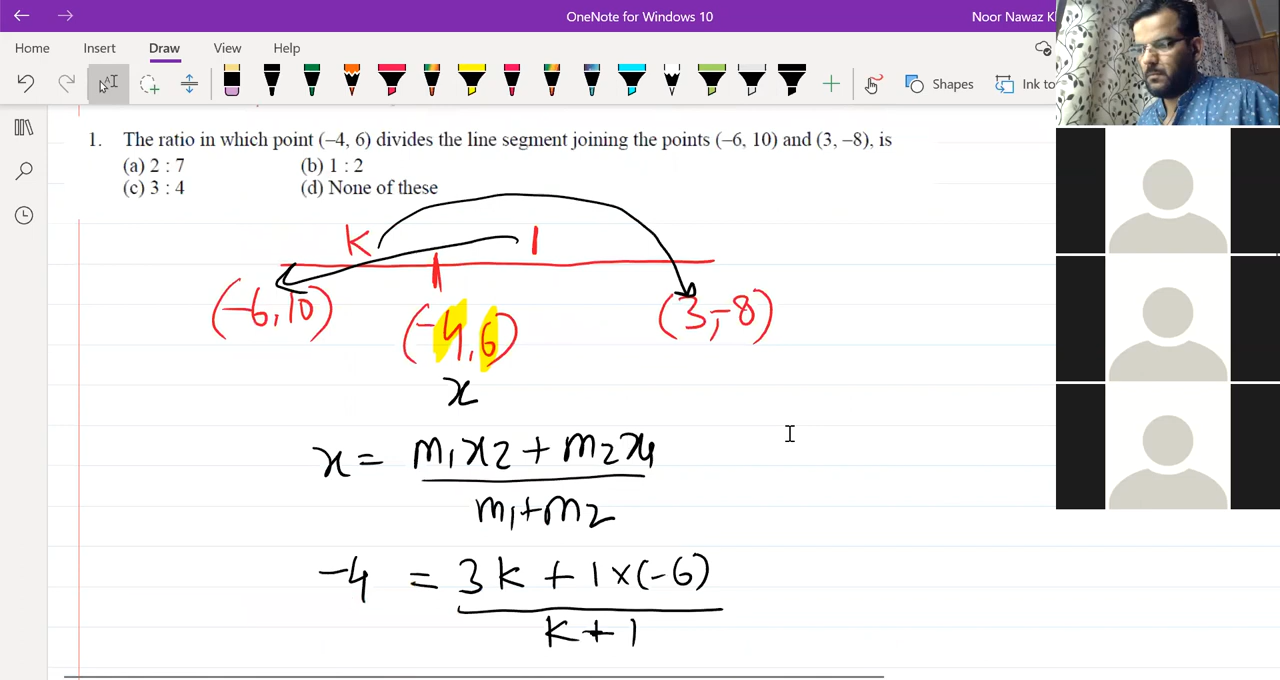 OneNote for Windows 10
Noor Nawaz K
Home Insert Draw View Help
Shapes Ink to
1. The ratio in which point (–4, 6) divides the line segment joining the points (–6, 10) and (3, –8), is
(a) 2 : 7 (b) 1 : 2
(c) 3 : 4 (d) None of these
K 1
(-6,10) (-4,6) (3,-8)
x
x = m1x2 + m2x1
m1+m2
-4 = 3k + 1×(-6)
k + 1